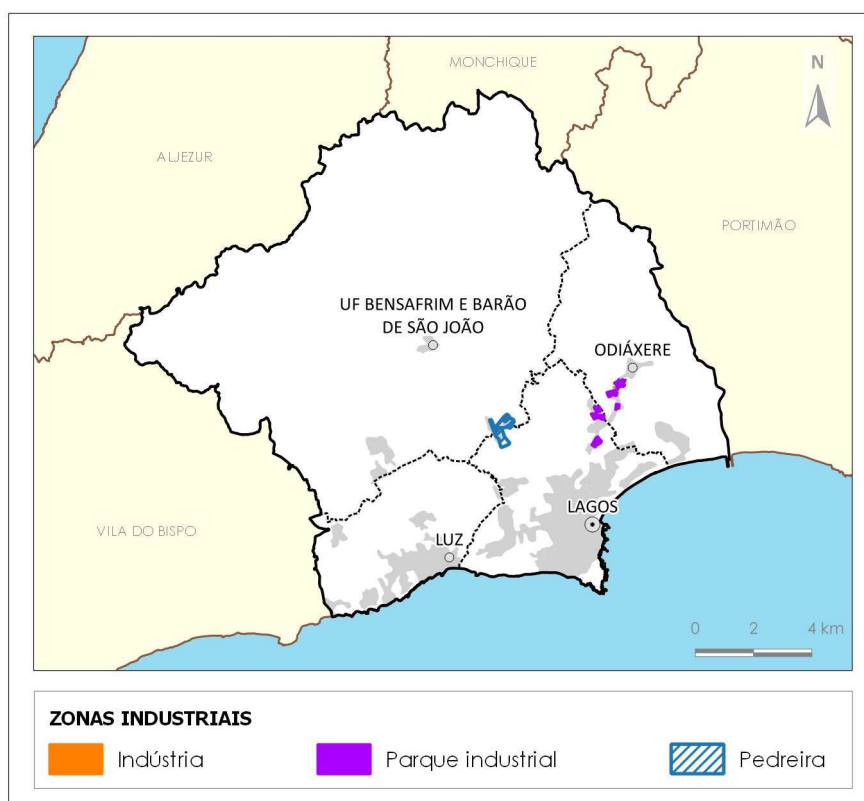 MONCHIQUE
N
ALJEZUR
PORTIMÃO
UF BENSAFRIM E BARÃO
DE SÃO JOÃO
ODIÁXERE
LAGOS
VILA DO BISPO
LUZ
0 2 4 km
ZONAS INDUSTRIAIS
Indústria Parque industrial Pedreira